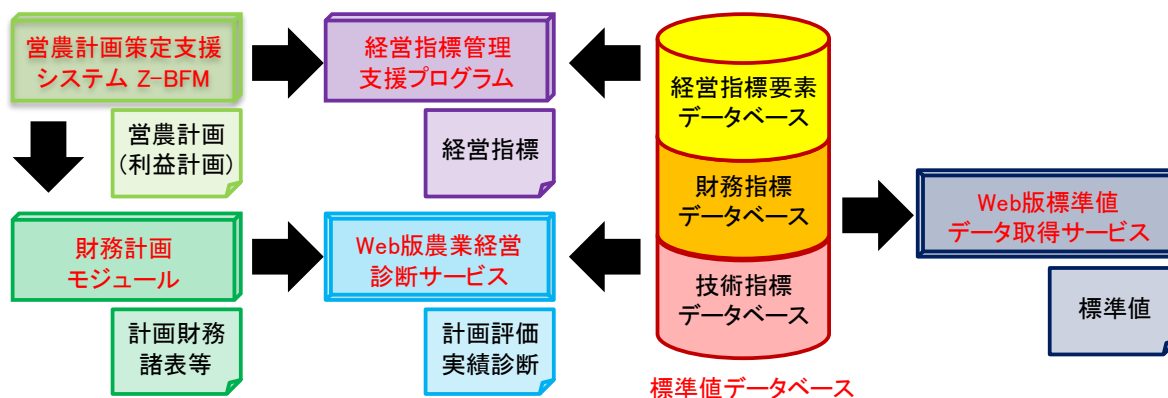 営農計画策定支援
システム Z-BFM
営農計画
(利益計画)
経営指標管理
支援プログラム
経営指標
経営指標要素
データベース
財務指標
データベース
技術指標
データベース
標準値データベース
財務計画
モジュール
計画財務
諸表等
Web版農業経営
診断サービス
計画評価
実績診断
Web版標準値
データ取得サービス
標準値